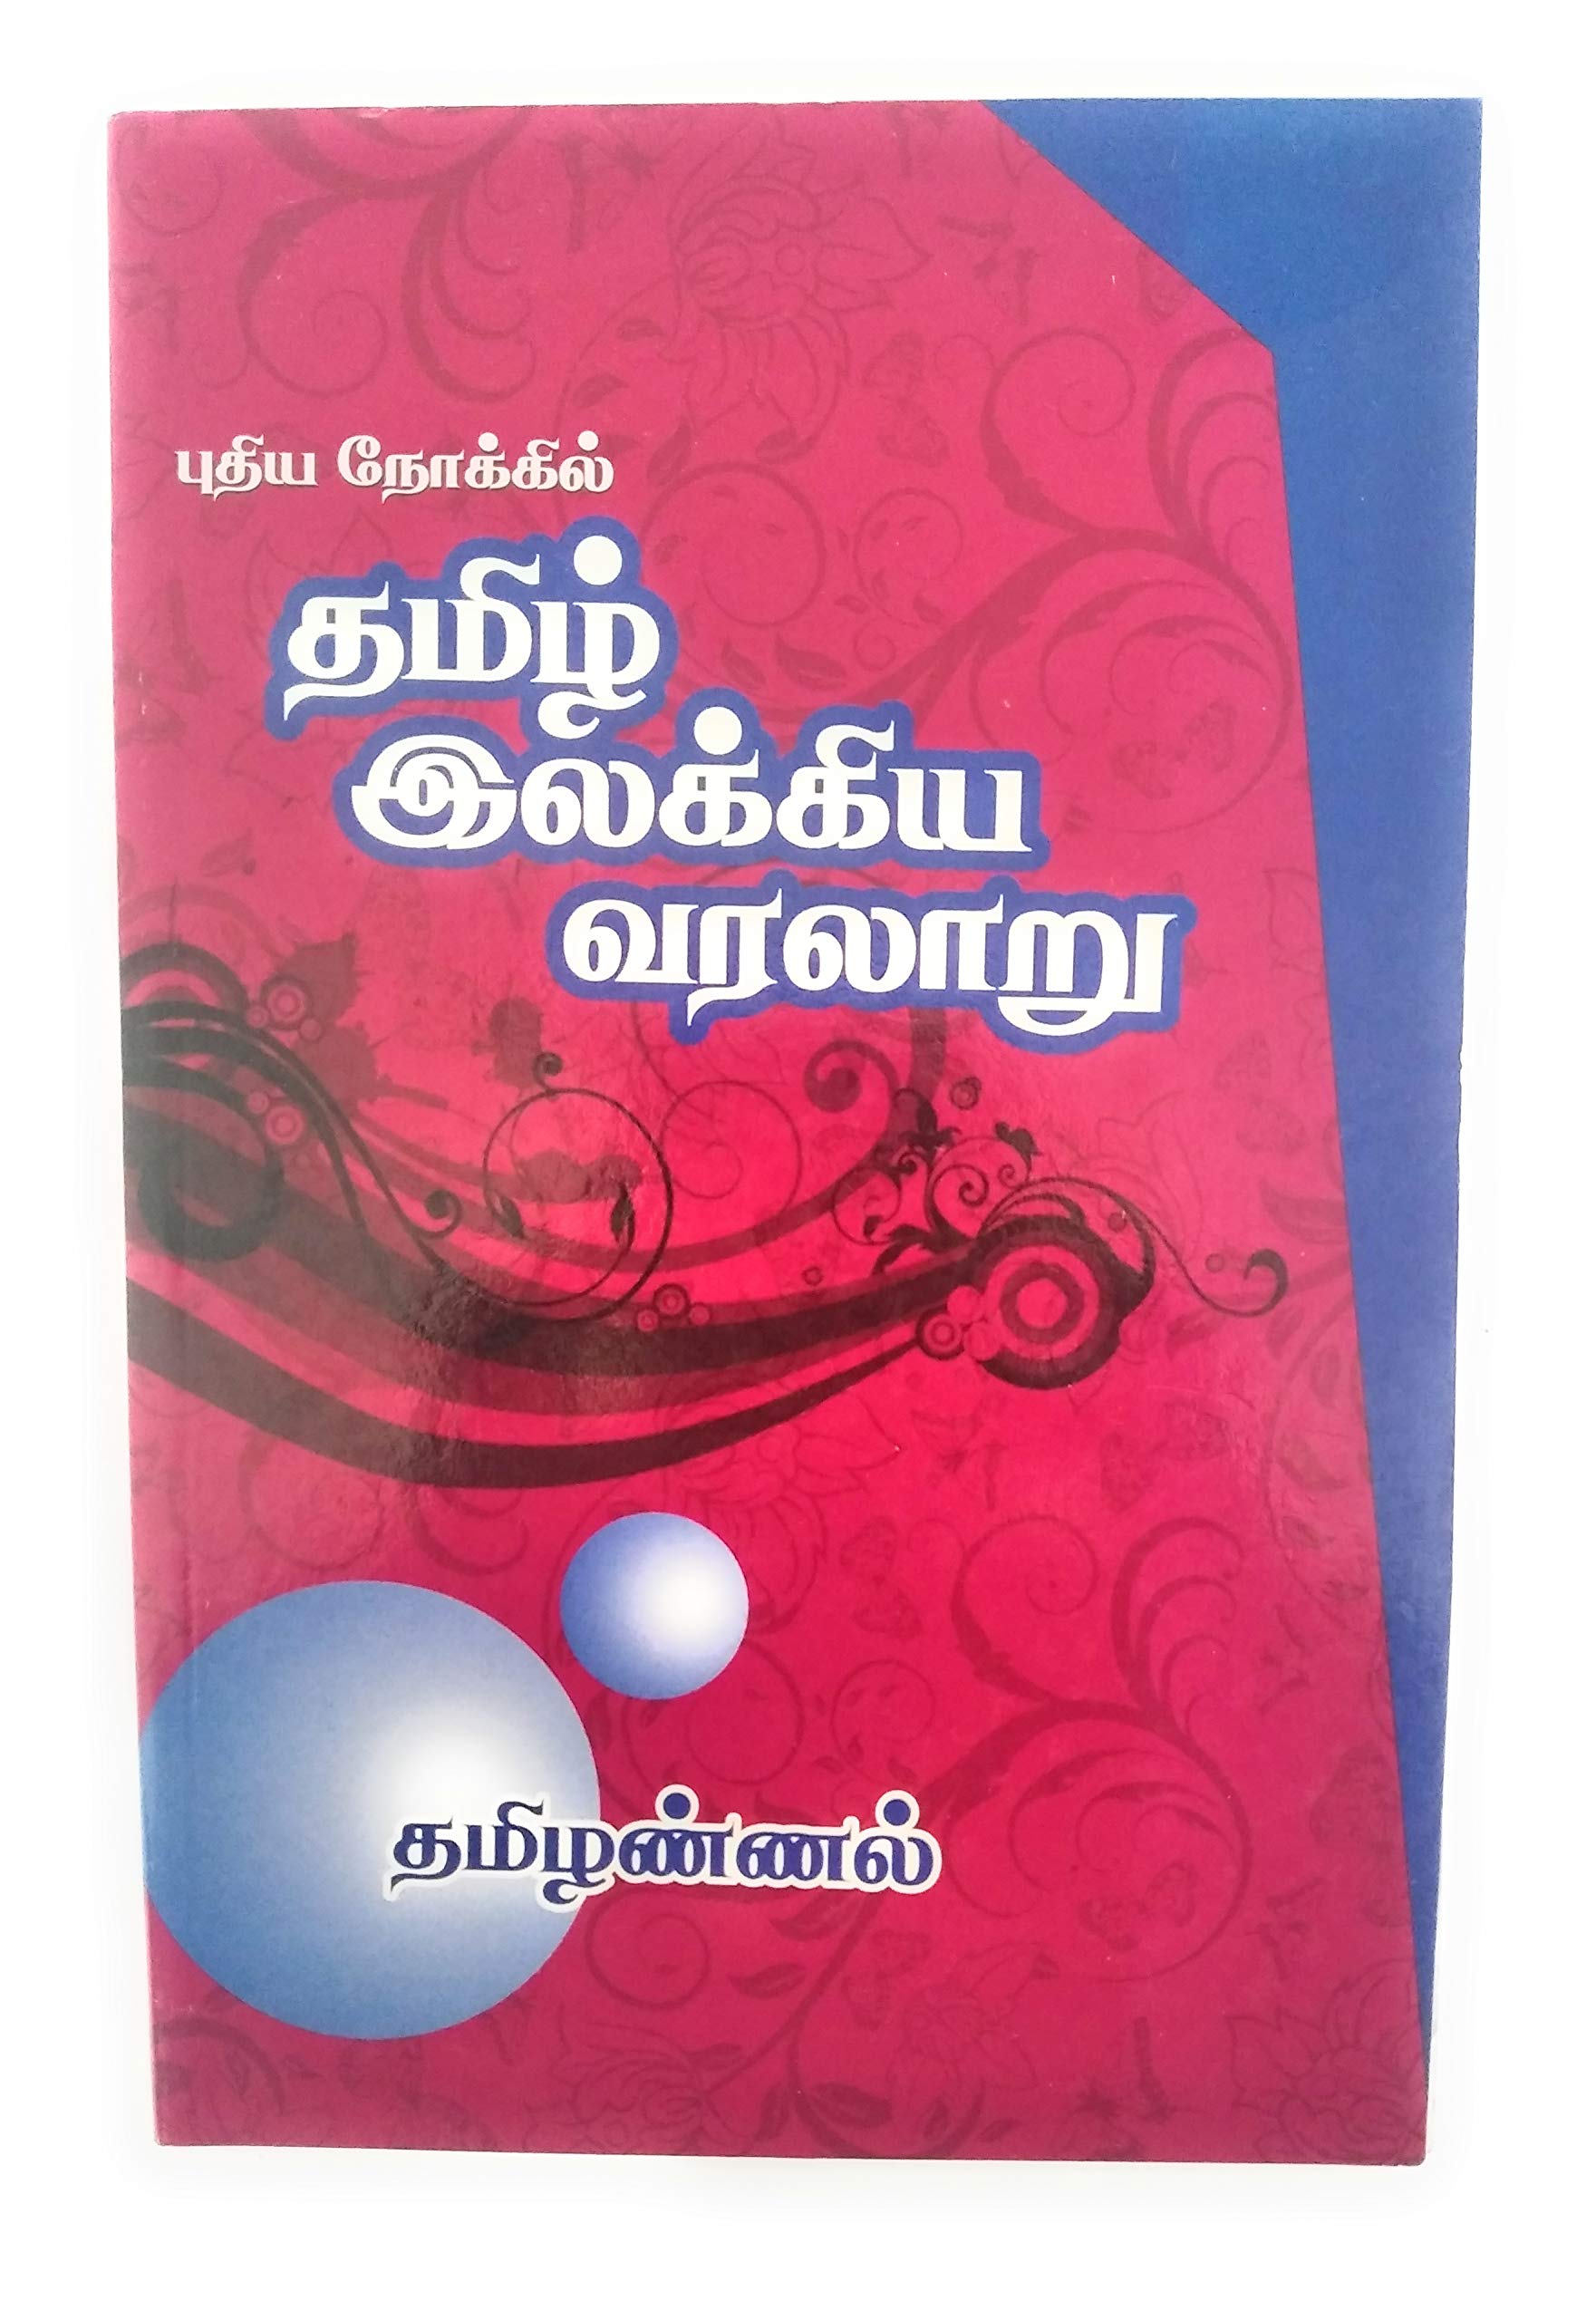 புதிய நோக்கில்
தமிழ்
இலக்கிய
வரலாறு
தமிழண்ணல்